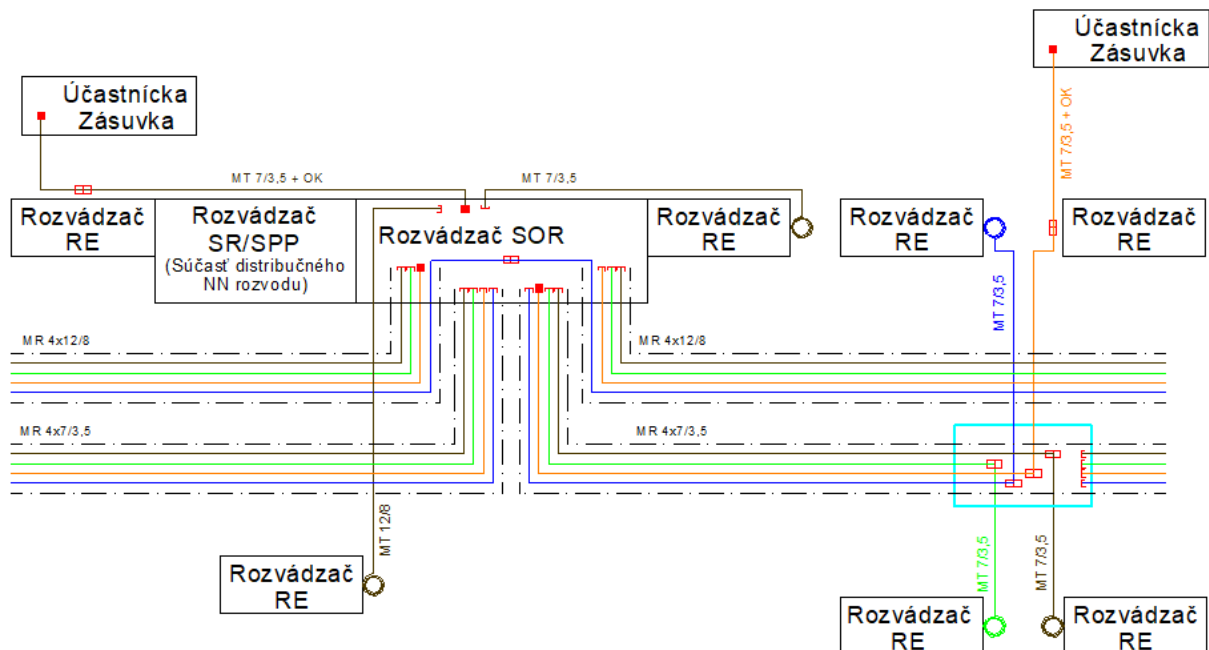 Účastnícka
Zásuvka
Účastnícka
Zásuvka
MT 7/3,5 + OK
MT 7/3,5
MT 7/3,5 + OK
Rozvádzač
RE
Rozvádzač
SR/SPP
(Súčasť distribučného
NN rozvodu)
Rozvádzač SOR
Rozvádzač
RE
Rozvádzač
RE
Rozvádzač
RE
MT 7/3,5
MR 4x12/8
MR 4x12/8
MR 4x7/3,5
MR 4x7/3,5
MT 12/8
MT 7/3,5
MT 7/3,5
Rozvádzač
RE
Rozvádzač
RE
Rozvádzač
RE